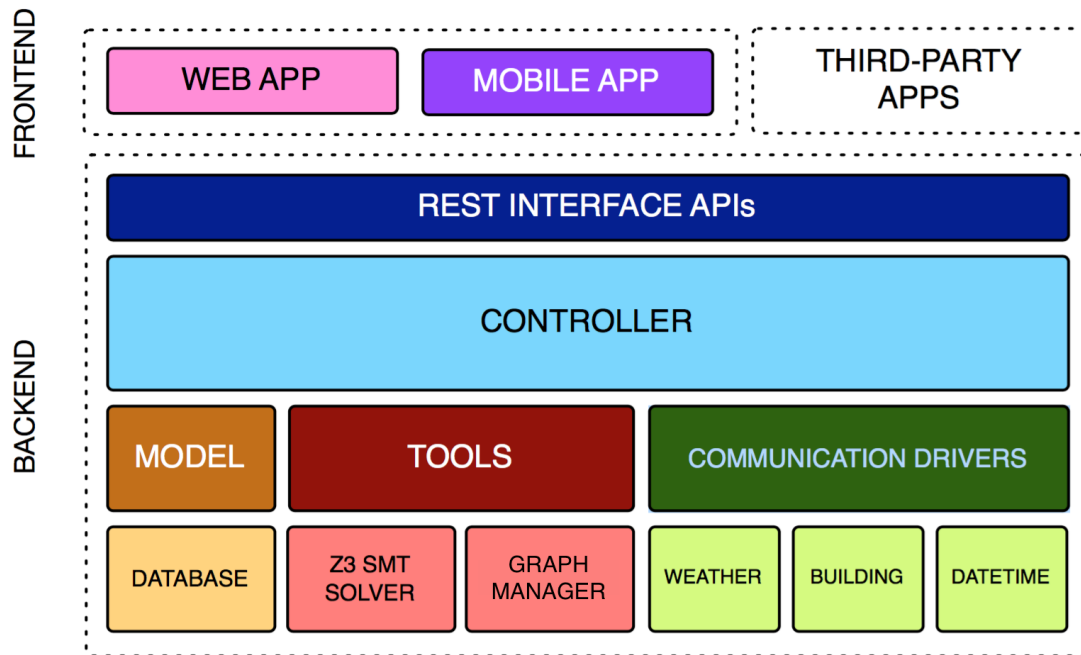 FRONTEND
WEB APP
MOBILE APP
THIRD-PARTY
APPS
BACKEND
REST INTERFACE APIs
CONTROLLER
MODEL
TOOLS
COMMUNICATION DRIVERS
DATABASE
Z3 SMT
SOLVER
GRAPH
MANAGER
WEATHER
BUILDING
DATETIME